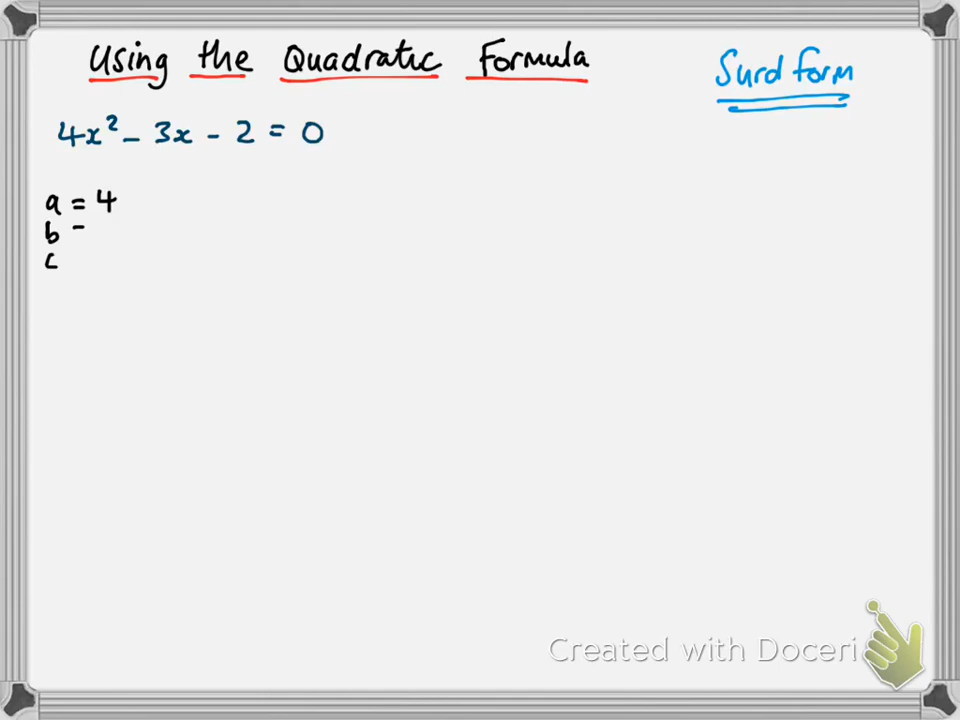 Using the Quadratic Formula
Surd form
4x² - 3x - 2 = 0
a = 4
b =
c
Created with Doceri